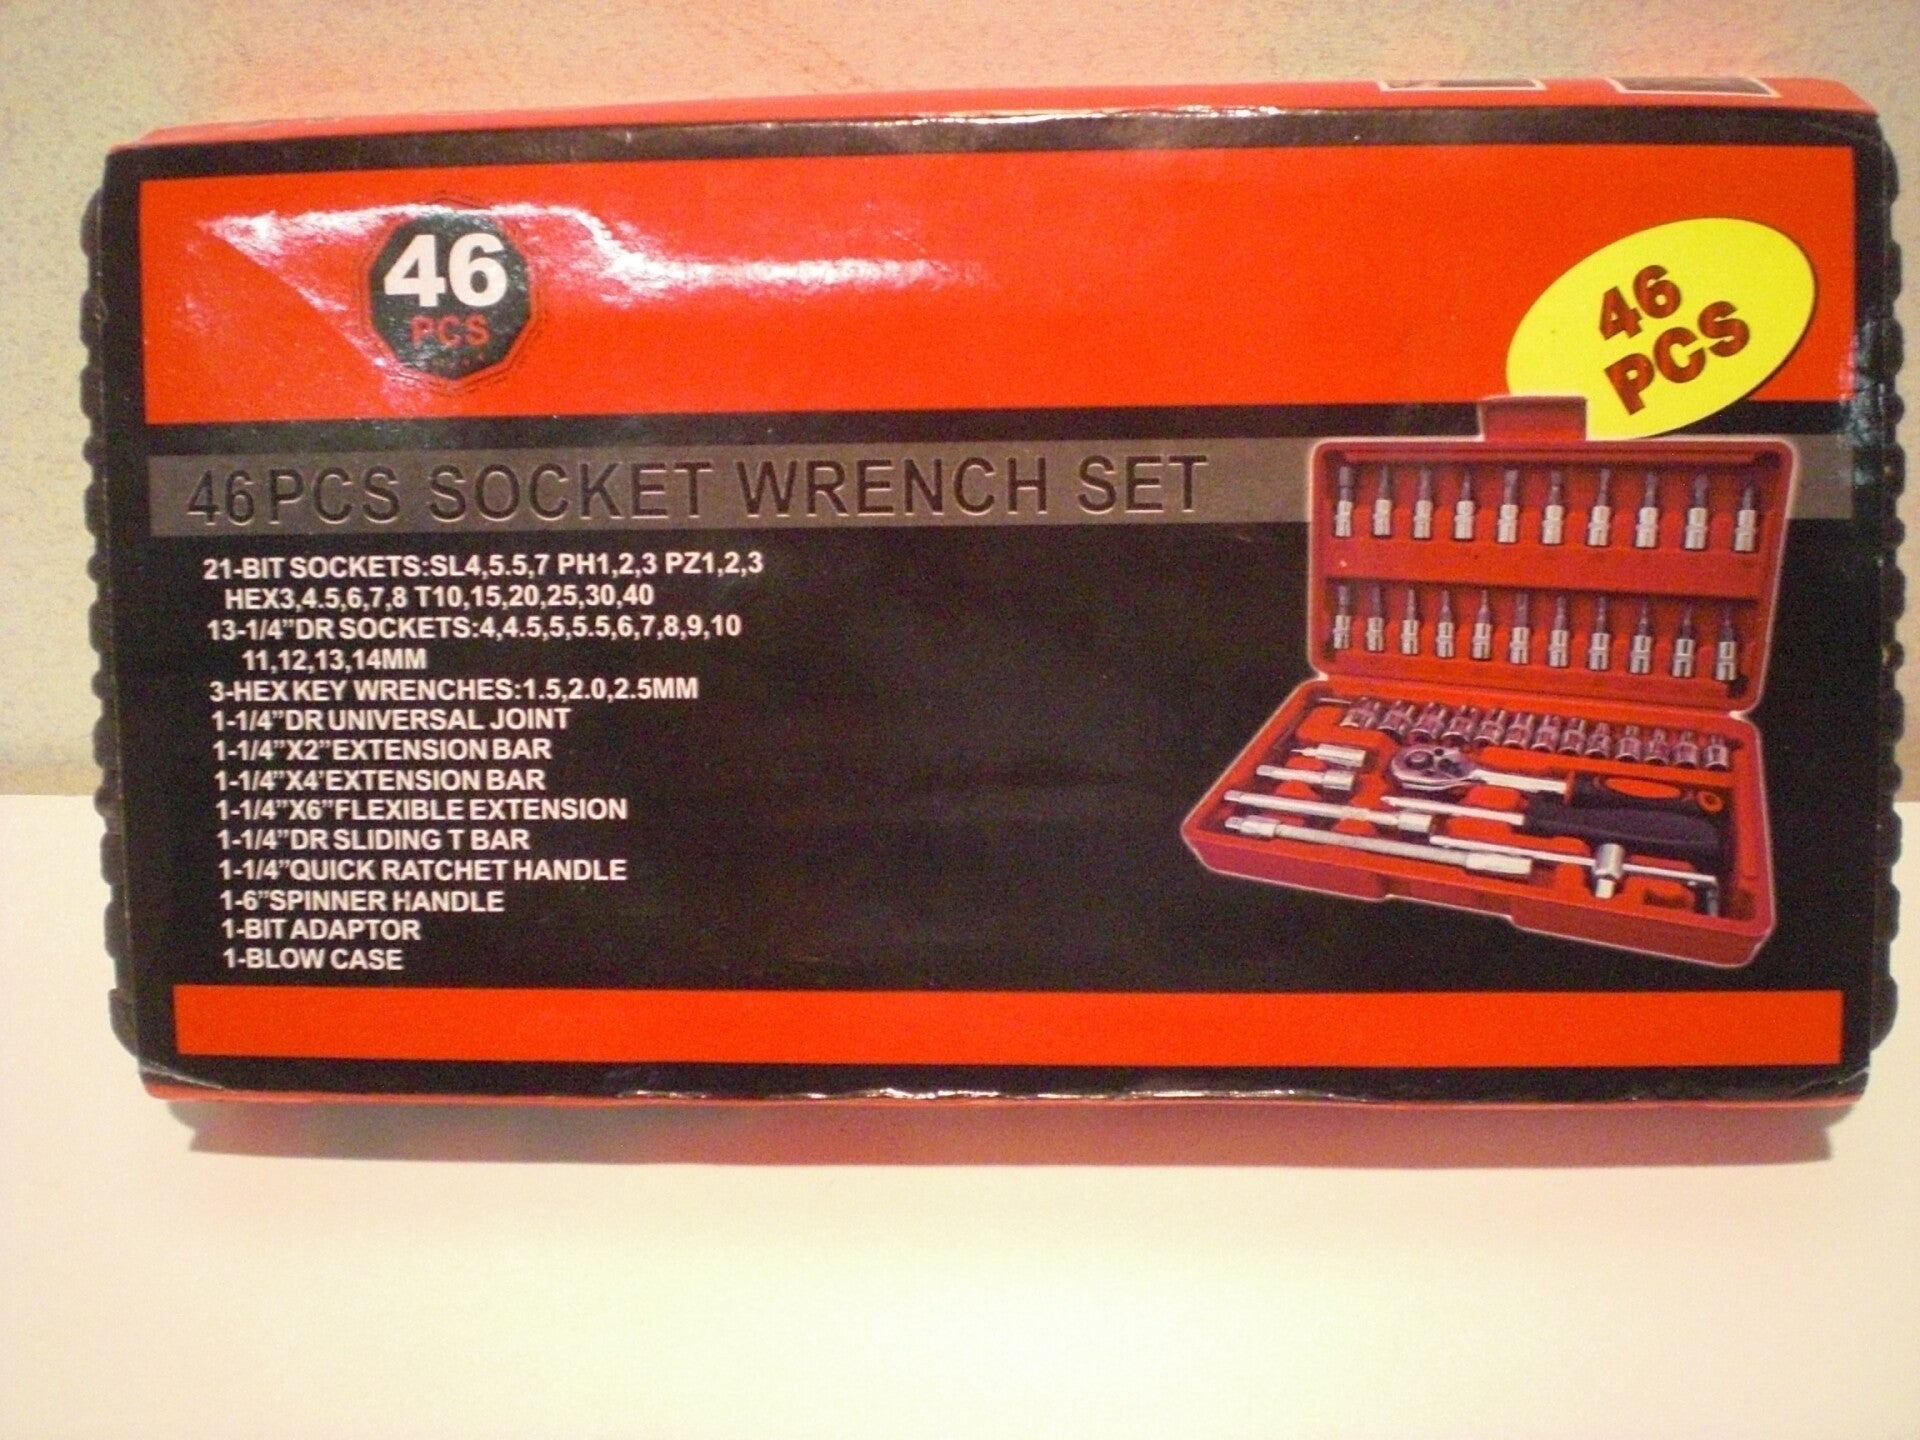 46
PCS
46
PCS
46PCS SOCKET WRENCH SET
21-BIT SOCKETS:SL4,5.5,7 PH1,2,3 PZ1,2,3
HEX3,4.5,6,7,8 T10,15,20,25,30,40
13-1/4”DR SOCKETS:4,4.5,5,5.5,6,7,8,9,10
11,12,13,14MM
3-HEX KEY WRENCHES:1.5,2.0,2.5MM
1-1/4”DR UNIVERSAL JOINT
1-1/4”X2”EXTENSION BAR
1-1/4”X4’EXTENSION BAR
1-1/4”X6”FLEXIBLE EXTENSION
1-1/4”DR SLIDING T BAR
1-1/4”QUICK RATCHET HANDLE
1-6”SPINNER HANDLE
1-BIT ADAPTOR
1-BLOW CASE